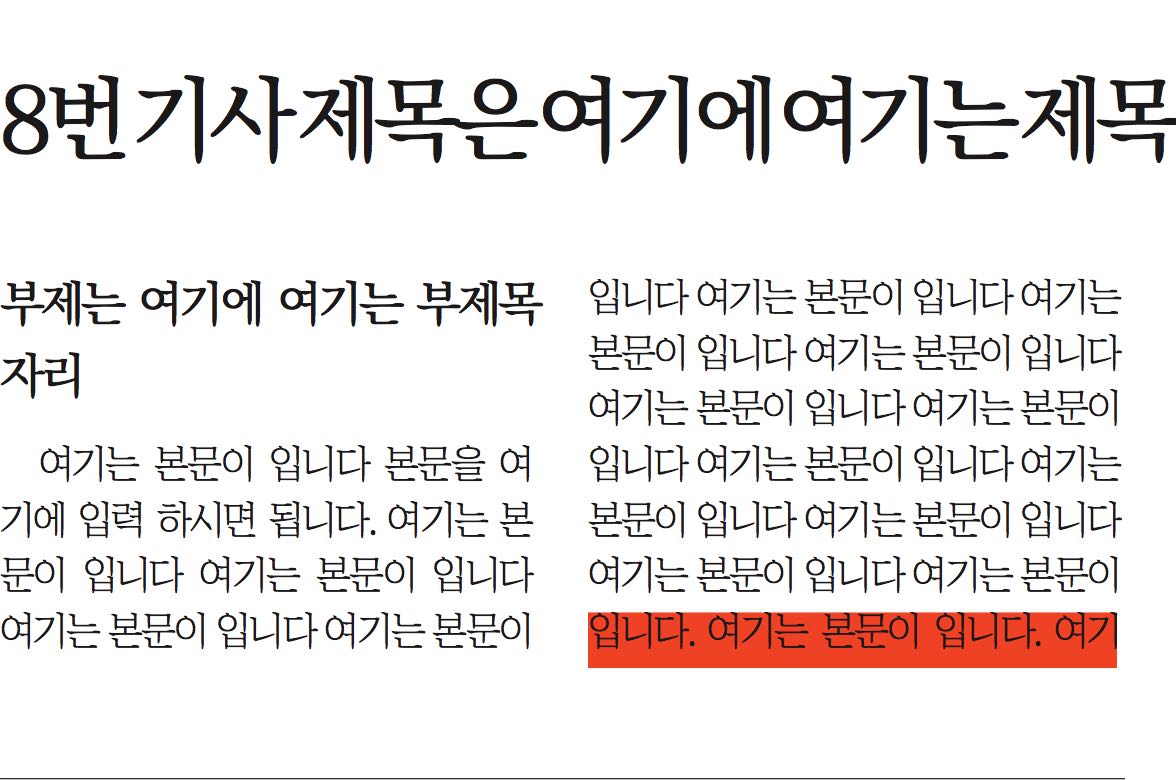 8번 기사 제목은 여기에 여기는 제목
부제는 여기에 여기는 부제목
자리
여기는 본문이 입니다 본문을 여
기에 입력 하시면 됩니다. 여기는 본
문이 입니다 여기는 본문이 입니다
여기는 본문이 입니다 여기는 본문이
입니다 여기는 본문이 입니다 여기는
본문이 입니다 여기는 본문이 입니다
여기는 본문이 입니다 여기는 본문이
입니다 여기는 본문이 입니다 여기는
본문이 입니다 여기는 본문이 입니다
여기는 본문이 입니다 여기는 본문이
입니다. 여기는 본문이 입니다. 여기